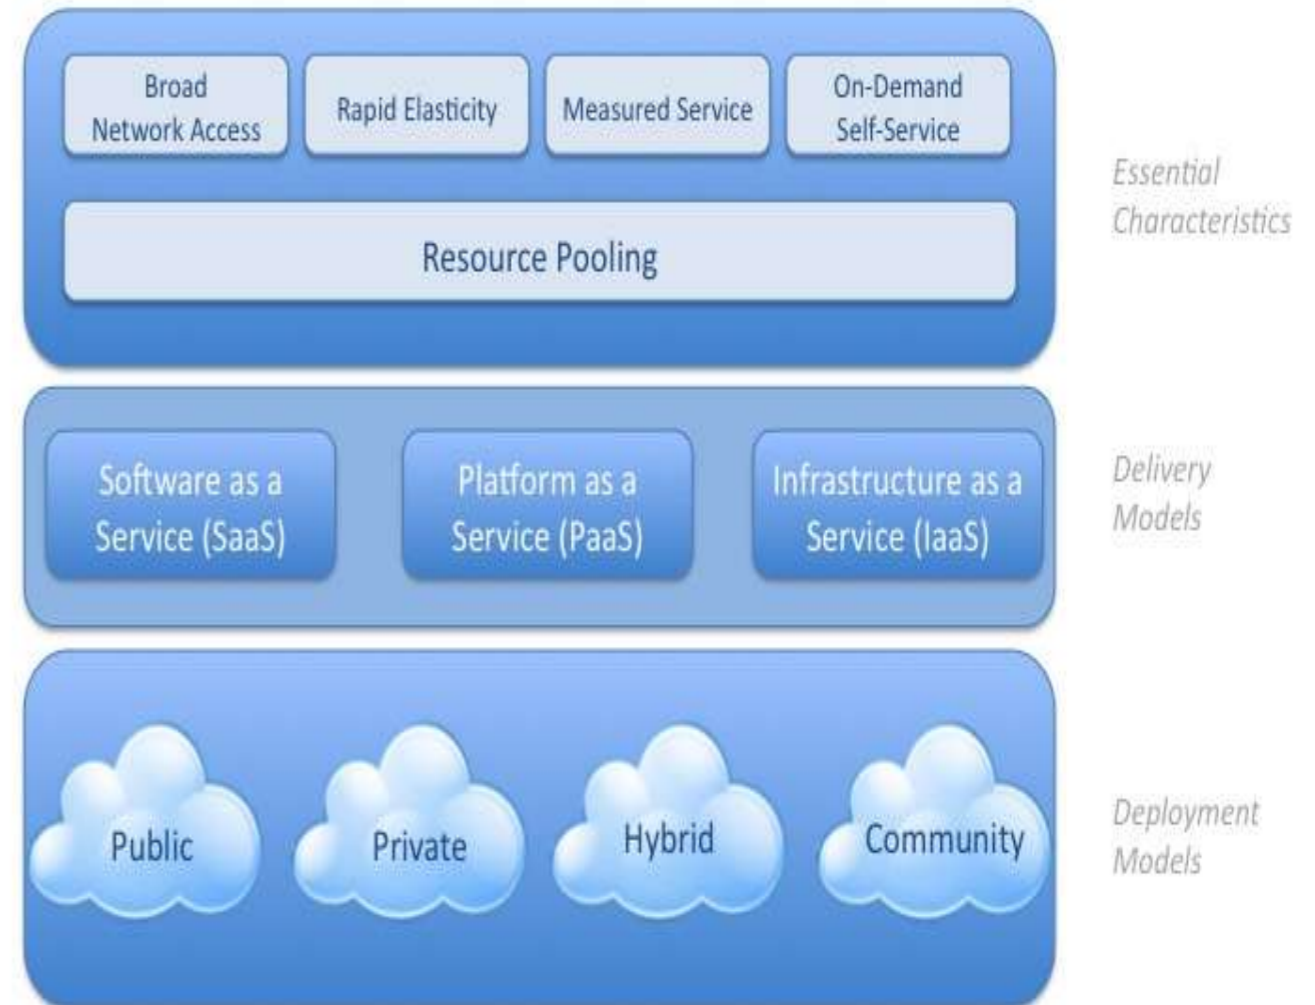 Broad
Network Access
Rapid Elasticity
Measured Service
On-Demand
Self-Service
Essential
Characteristics
Resource Pooling
Software as a
Service (SaaS)
Platform as a
Service (PaaS)
Infrastructure as a
Service (IaaS)
Delivery
Models
Public
Private
Hybrid
Community
Deployment
Models